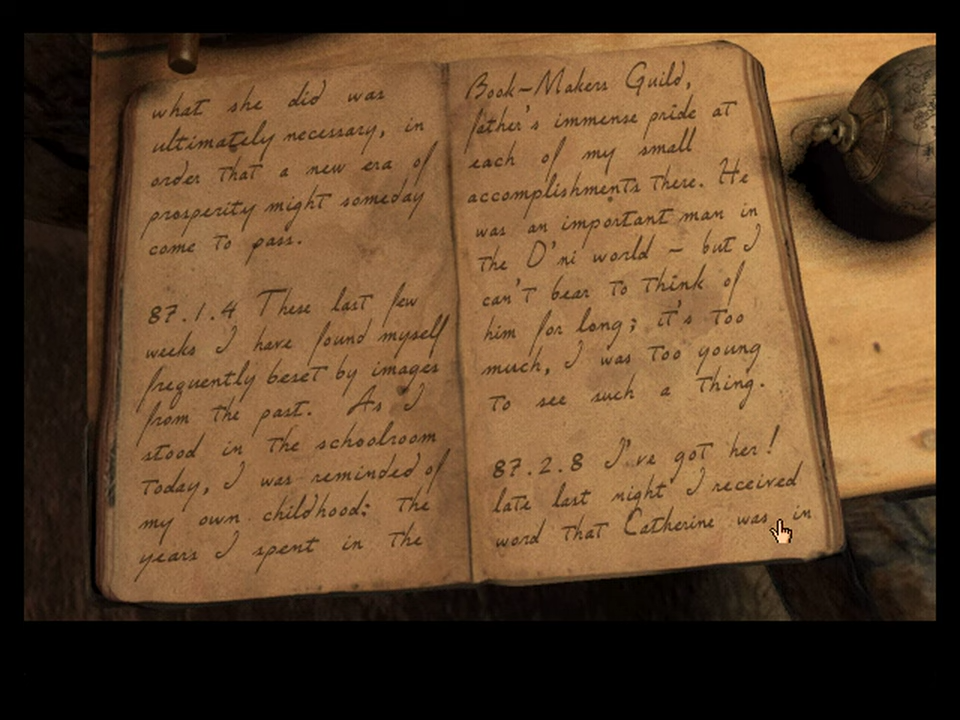 what she did was
ultimately necessary, in
order that a new era of
prosperity might someday
come to pass.
87.1.4 These last few
weeks I have found myself
frequently beset by images
from the past. As I
stood in the schoolroom
today, I was reminded of
my own childhood: the
years I spent in the
Book-Makers Guild,
father's immense pride at
each of my small
accomplishments there. He
was an important man in
the D'ni world – but I
can't bear to think of
him for long; it's too
much, I was too young
to see such a thing.
87.2.8 I've got her!
late last night I received
word that Catherine was in